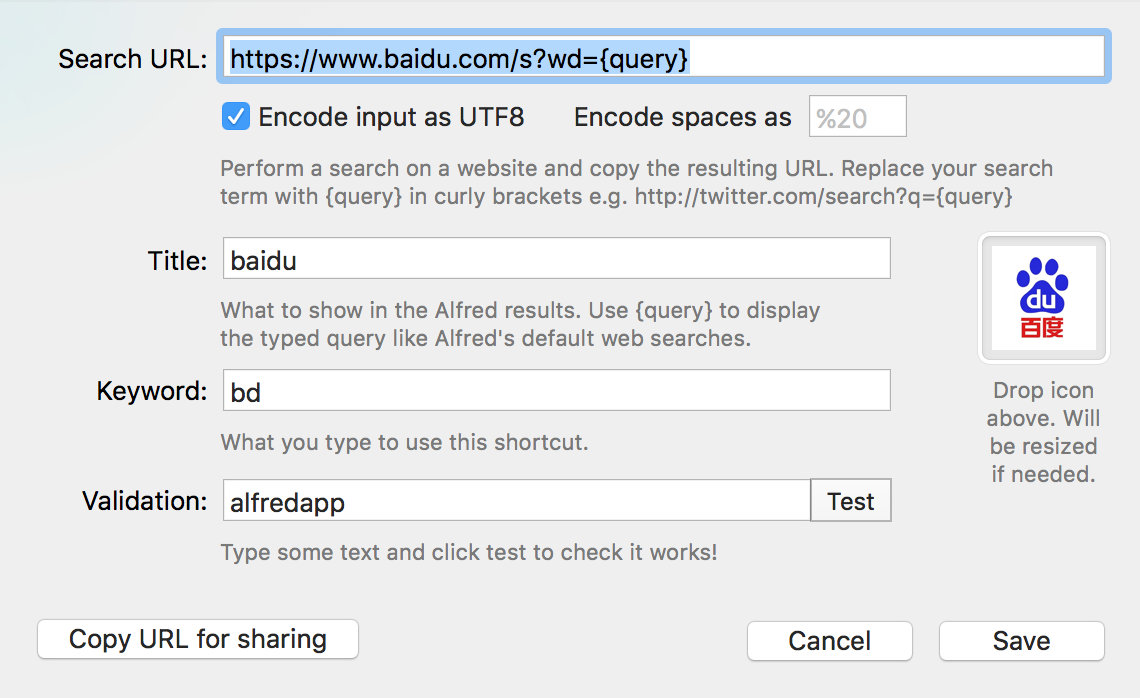 Search URL: https://www.baidu.com/s?wd={query}
Encode input as UTF8 Encode spaces as %20
Perform a search on a website and copy the resulting URL. Replace your search
term with {query} in curly brackets e.g. http://twitter.com/search?q={query}
Title: baidu
What to show in the Alfred results. Use {query} to display
the typed query like Alfred's default web searches.
du
百度
Keyword: bd
What you type to use this shortcut.
Drop icon
above. Will
be resized
if needed.
Validation: alfredapp Test
Type some text and click test to check it works!
Copy URL for sharing Cancel Save